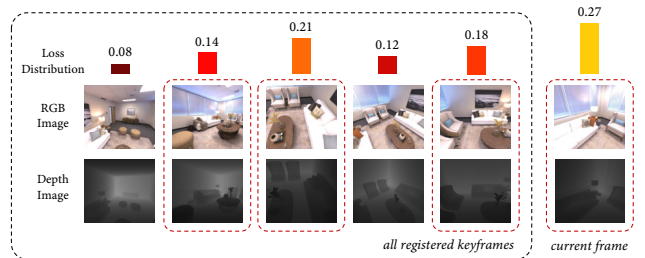 0.08 0.14 0.21 0.12 0.18 0.27
Loss
Distribution
RGB
Image
Depth
Image
all registered keyframes current frame